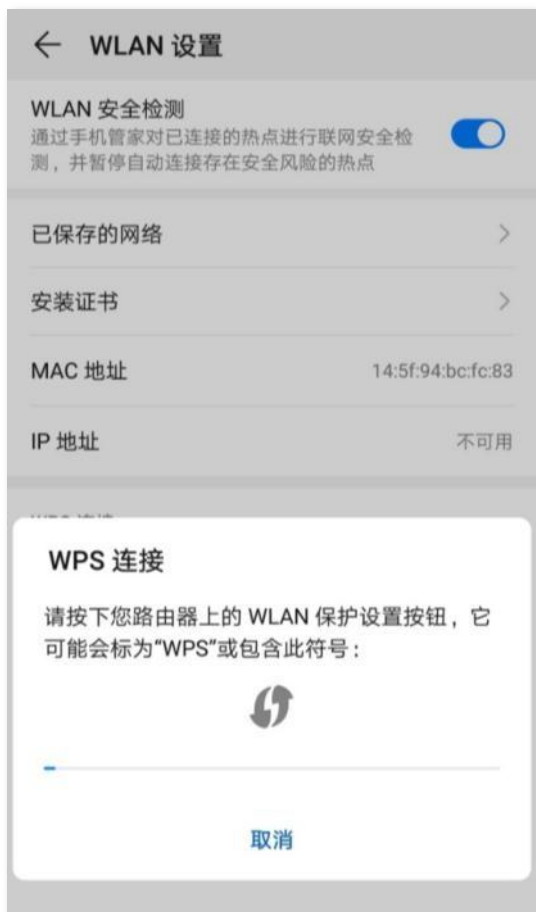 WLAN 设置
WLAN 安全检测
通过手机管家对已连接的热点进行联网安全检
测，并暂停自动连接存在安全风险的热点
已保存的网络
安装证书
MAC 地址 14:5f:94:bc:fc:83
IP 地址 不可用
WPS 连接
请按下您路由器上的 WLAN 保护设置按钮，它
可能会标为“WPS”或包含此符号：
取消